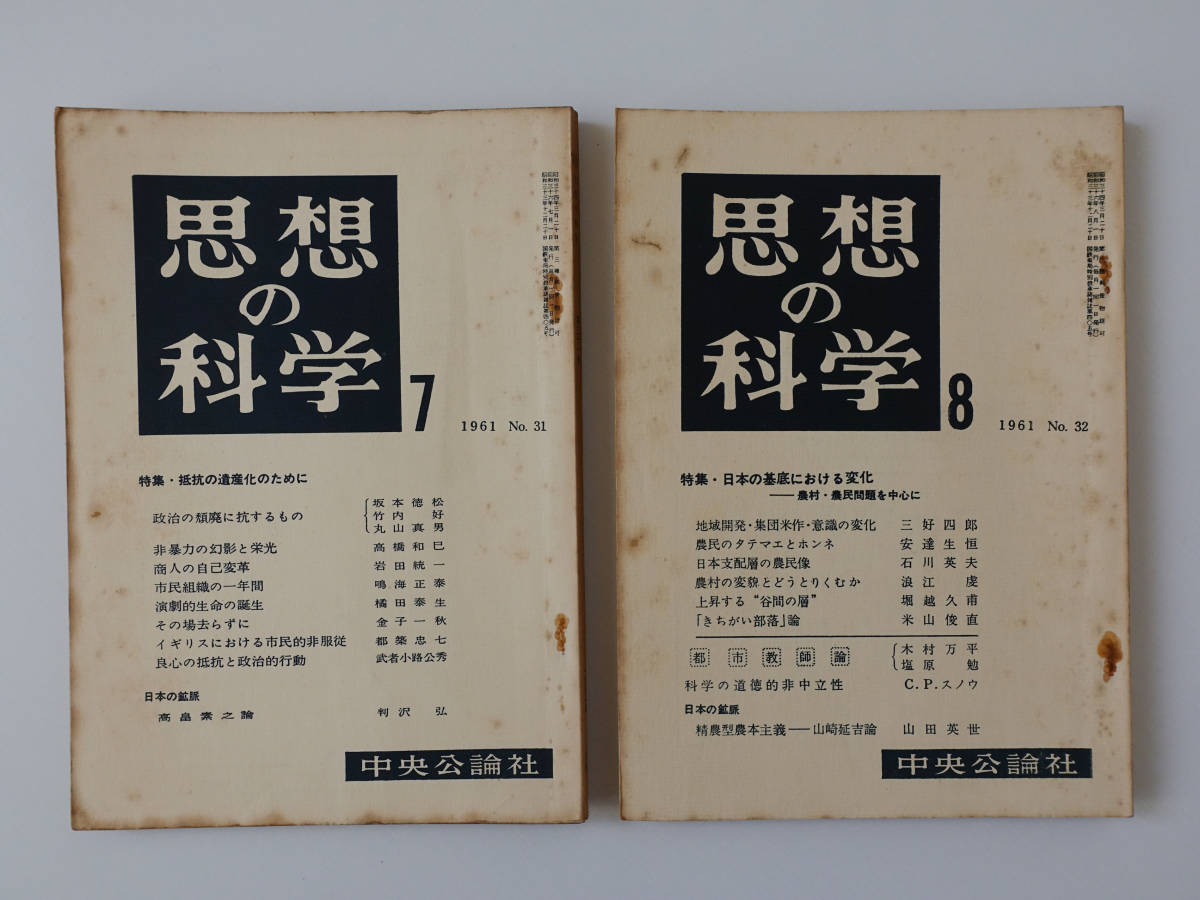 思想
の
科学
7
1961 No. 31
特集・抵抗の遺産化のために
政治の頽廃に抗するもの 坂本徳松
竹内好
丸山真男
非暴力の幻影と栄光 高橋和巳
商人の自己変革 岩田統一
市民組織の一年間 鳴海正泰
演劇的生命の誕生 橘田泰生
その場去らずに 金子一秋
イギリスにおける市民的非服従 都築忠七
良心の抵抗と政治的行動 武者小路公秀
日本の鉱脈
高畠素之論 判沢弘
中央公論社
思想
の
科学
8
1961 No. 32
特集・日本の基底における変化
——農村・農民問題を中心に
地域開発・集団米作・意識の変化 三好四郎
農民のタテマエとホンネ 安達生恒
日本支配層の農民像 石川英夫
農村の変貌とどうとりくむか 浪江虔
上昇する“谷間の層” 堀越久甫
「きちがい部落」論 米山俊直
都市教師論 木村万平
塩原勉
科学の道徳的非中立性 C.P.スノウ
日本の鉱脈
精農型農本主義——山崎延吉論 山田英世
中央公論社